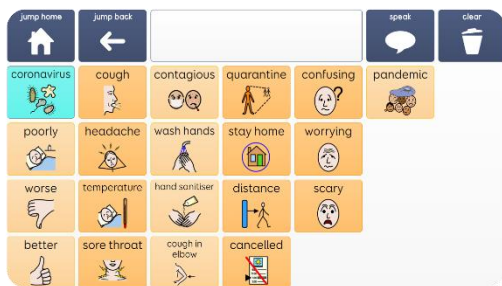 jump home jump back speak clear
coronavirus cough contagious quarantine confusing pandemic
poorly headache wash hands stay home worrying
worse temperature hand sanitiser distance scary
better sore throat cough in elbow cancelled